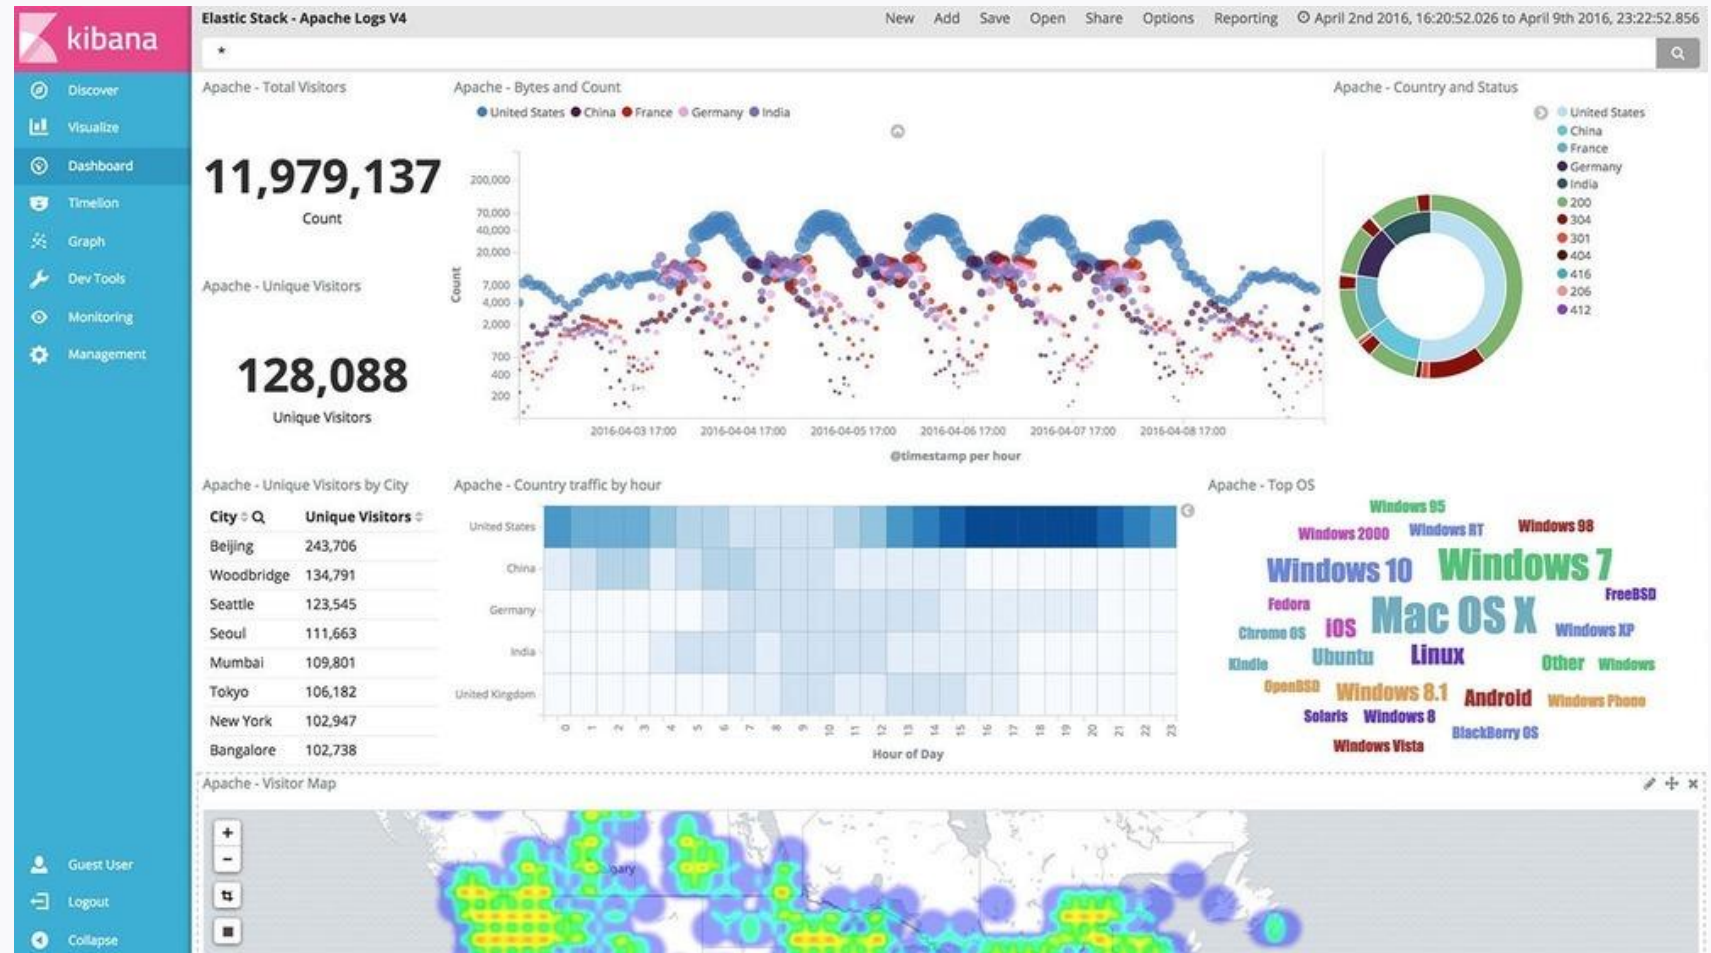 kibana
Elastic Stack - Apache Logs V4
New Add Save Open Share Options Reporting April 2nd 2016, 16:20:52.026 to April 9th 2016, 23:22:52.856
*
Discover
Visualize
Dashboard
Timelion
Graph
Dev Tools
Monitoring
Management
Guest User
Logout
Collapse
Apache - Total Visitors
11,979,137
Count
Apache - Unique Visitors
128,088
Unique Visitors
Apache - Bytes and Count
United States China France Germany India
Count
200,000
70,000
40,000
20,000
7,000
4,000
2,000
700
400
200
2016-04-03 17:00 2016-04-04 17:00 2016-04-05 17:00 2016-04-06 17:00 2016-04-07 17:00 2016-04-08 17:00
@timestamp per hour
Apache - Country and Status
United States
China
France
Germany
India
200
304
301
404
416
206
412
Apache - Unique Visitors by City
City Unique Visitors
Beijing 243,706
Woodbridge 134,791
Seattle 123,545
Seoul 111,663
Mumbai 109,801
Tokyo 106,182
New York 102,947
Bangalore 102,738
Apache - Country traffic by hour
United States
China
Germany
India
United Kingdom
0 1 2 3 4 5 6 7 8 9 10 11 12 13 14 15 16 17 18 19 20 21 22 23
Hour of Day
Apache - Top OS
Windows 95
Windows 2000 Windows RT Windows 98
Windows 10 Windows 7
Fedora FreeBSD
Chrome OS iOS Mac OS X Windows XP
Kindle Ubuntu Linux Other Windows
OpenBSD Windows 8.1 Android Windows Phone
Solaris Windows 8
BlackBerry OS
Windows Vista
Apache - Visitor Map
+
-